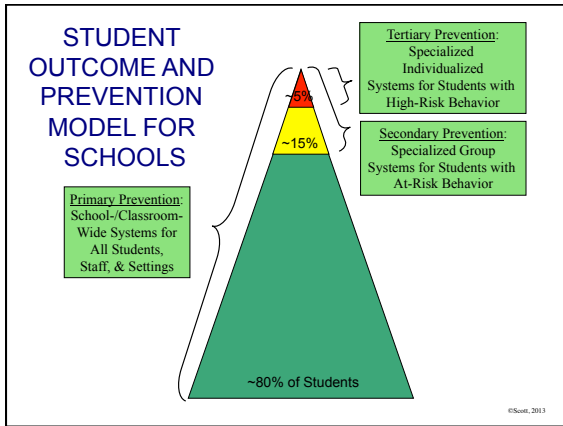 STUDENT
OUTCOME AND
PREVENTION
MODEL FOR
SCHOOLS
Primary Prevention:
School-/Classroom-
Wide Systems for
All Students,
Staff, & Settings
Tertiary Prevention:
Specialized
Individualized
Systems for Students with
High-Risk Behavior
Secondary Prevention:
Specialized Group
Systems for Students with
At-Risk Behavior
~5%
~15%
~80% of Students
©Scott, 2013